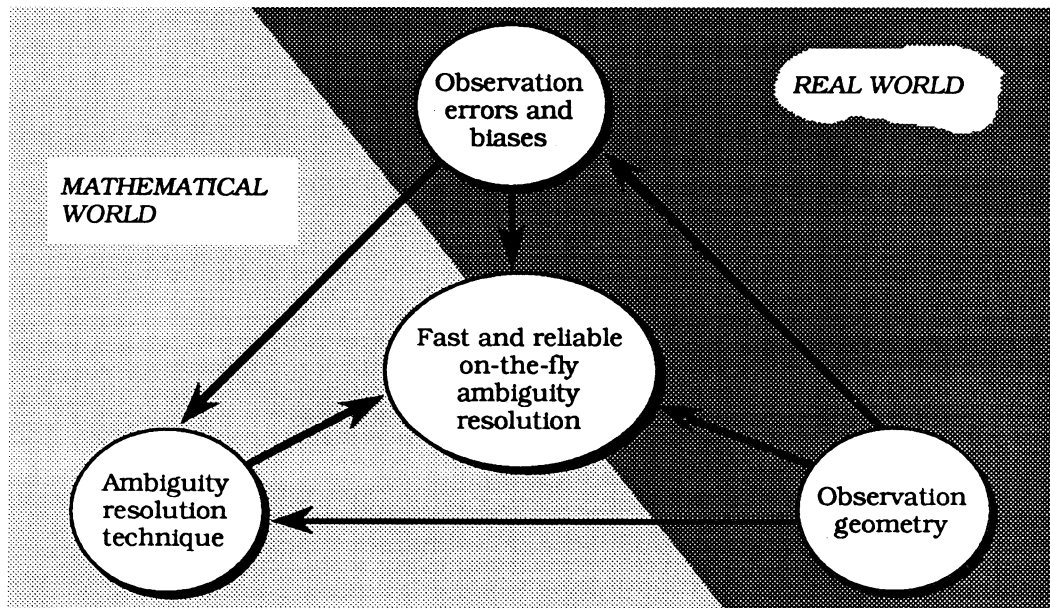 Observation
errors and
biases
REAL WORLD
MATHEMATICAL
WORLD
Fast and reliable
on-the-fly
ambiguity
resolution
Ambiguity
resolution
technique
Observation
geometry